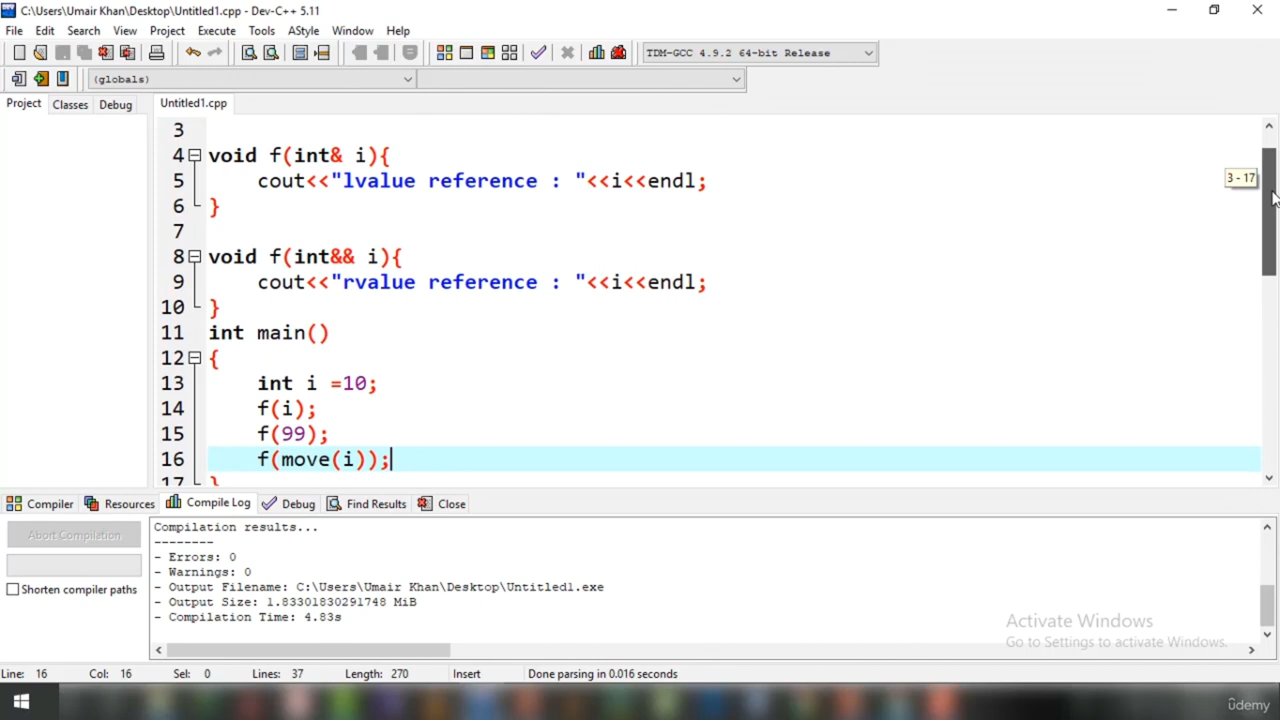 C:\Users\Umair Khan\Desktop\Untitled1.cpp - Dev-C++ 5.11
File Edit Search View Project Execute Tools AStyle Window Help
TDM-GCC 4.9.2 64-bit Release
(globals)
Project Classes Debug Untitled1.cpp
3
4 void f(int& i){
5 cout<<"lvalue reference : "<<i<<endl;
6 }
7
8 void f(int&& i){
9 cout<<"rvalue reference : "<<i<<endl;
10 }
11 int main()
12 {
13 int i =10;
14 f(i);
15 f(99);
16 f(move(i));
17 }
3 - 17
Compiler Resources Compile Log Debug Find Results Close
Abort Compilation
Shorten compiler paths
Compilation results...
--------
- Errors: 0
- Warnings: 0
- Output Filename: C:\Users\Umair Khan\Desktop\Untitled1.exe
- Output Size: 1.83301830291748 MiB
- Compilation Time: 4.83s
Activate Windows
Go to Settings to activate Windows.
Line: 16 Col: 16 Sel: 0 Lines: 37 Length: 270 Insert Done parsing in 0.016 seconds
ûdemy